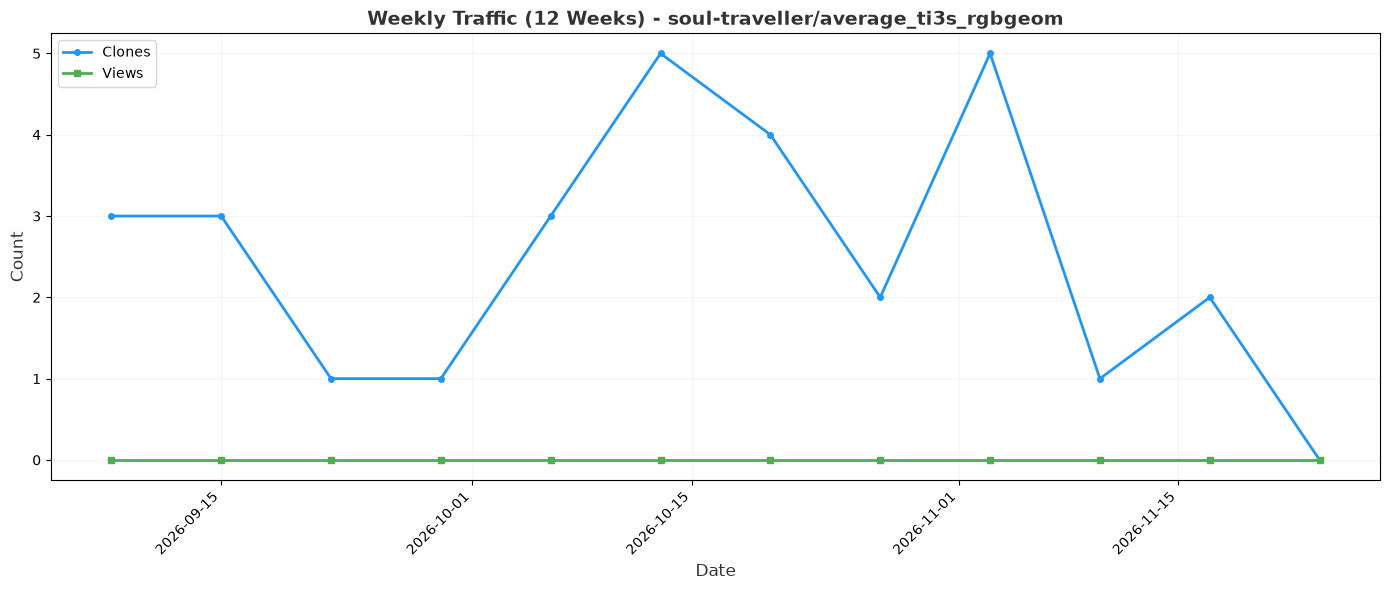 Weekly Traffic (12 Weeks) - soul-traveller/average_ti3s_rgbgeom
Clones
Views
5
4
3
2
1
0
Count
2026-09-15
2026-10-01
2026-10-15
2026-11-01
2026-11-15
Date